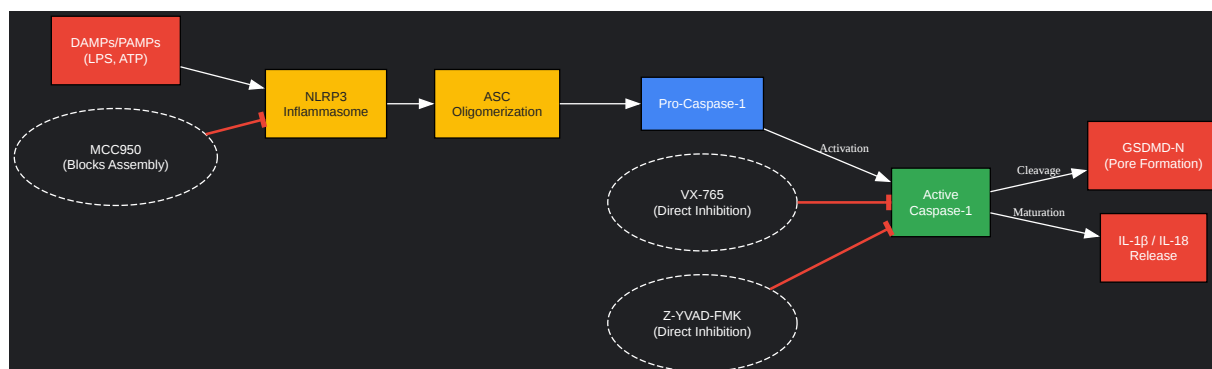 DAMPs/PAMPs
(LPS, ATP)
NLRP3
Inflammasome
ASC
Oligomerization
Pro-Caspase-1
MCC950
(Blocks Assembly)
Activation
VX-765
(Direct Inhibition)
Active
Caspase-1
Cleavage
GSDMD-N
(Pore Formation)
Maturation
IL-1β / IL-18
Release
Z-YVAD-FMK
(Direct Inhibition)